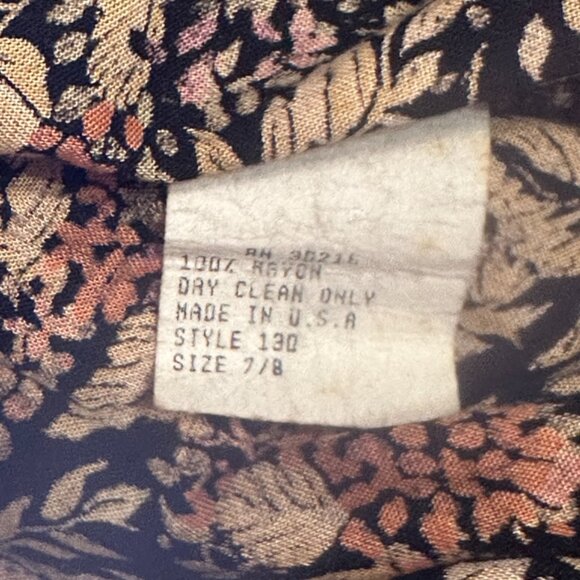 100% RAYON
DRY CLEAN ONLY
MADE IN U.S.A
STYLE 130
SIZE 7/8